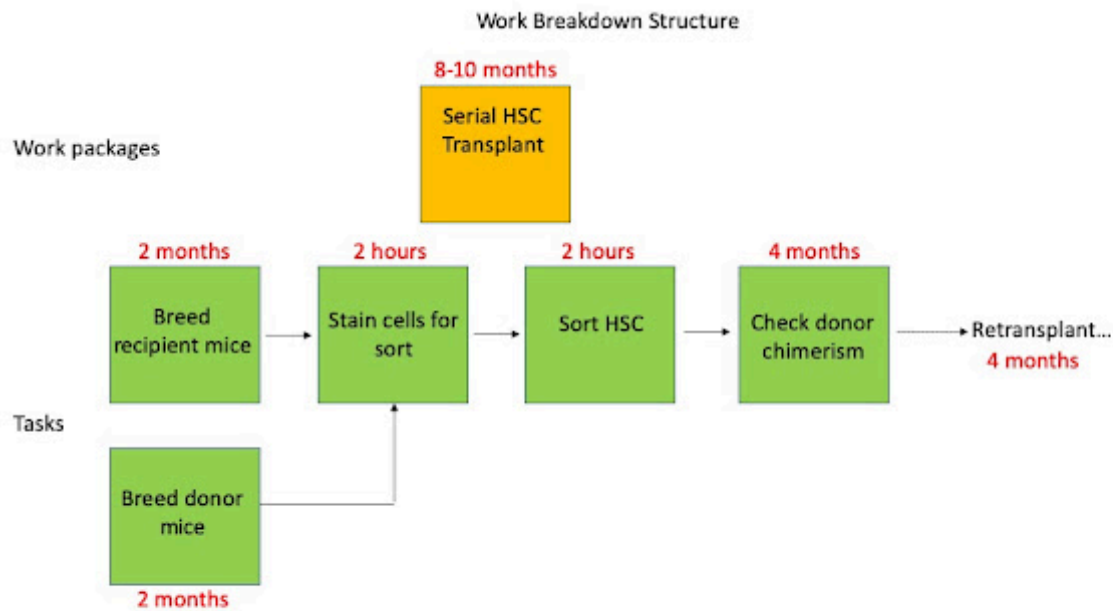 Work Breakdown Structure
8-10 months
Serial HSC
Transplant
Work packages
2 months
Breed
recipient mice
2 hours
Stain cells for
sort
2 hours
Sort HSC
4 months
Check donor
chimerism
Retransplant...
4 months
Tasks
Breed donor
mice
2 months